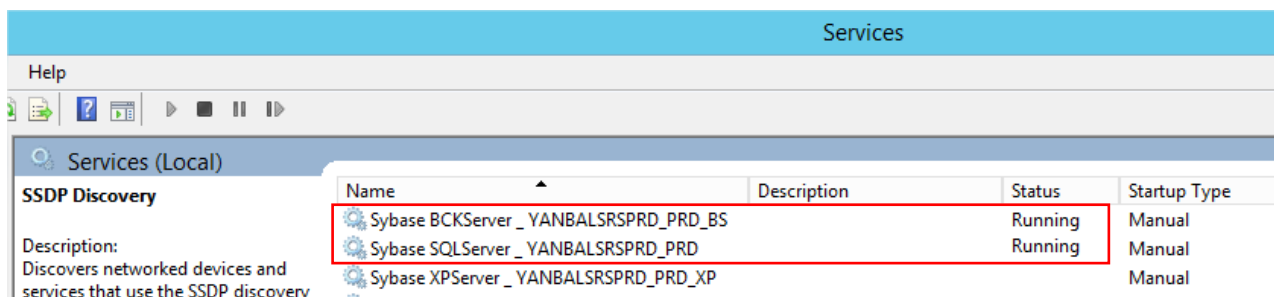 Services
Help
Services (Local)
SSDP Discovery
Description:
Discovers networked devices and
services that use the SSDP discovery
Name Description Status Startup Type
Sybase BCKServer _ YANBALSRSPRD_PRD_BS Running Manual
Sybase SQLServer _ YANBALSRSPRD_PRD Running Manual
Sybase XPServer _ YANBALSRSPRD_PRD_XP Manual